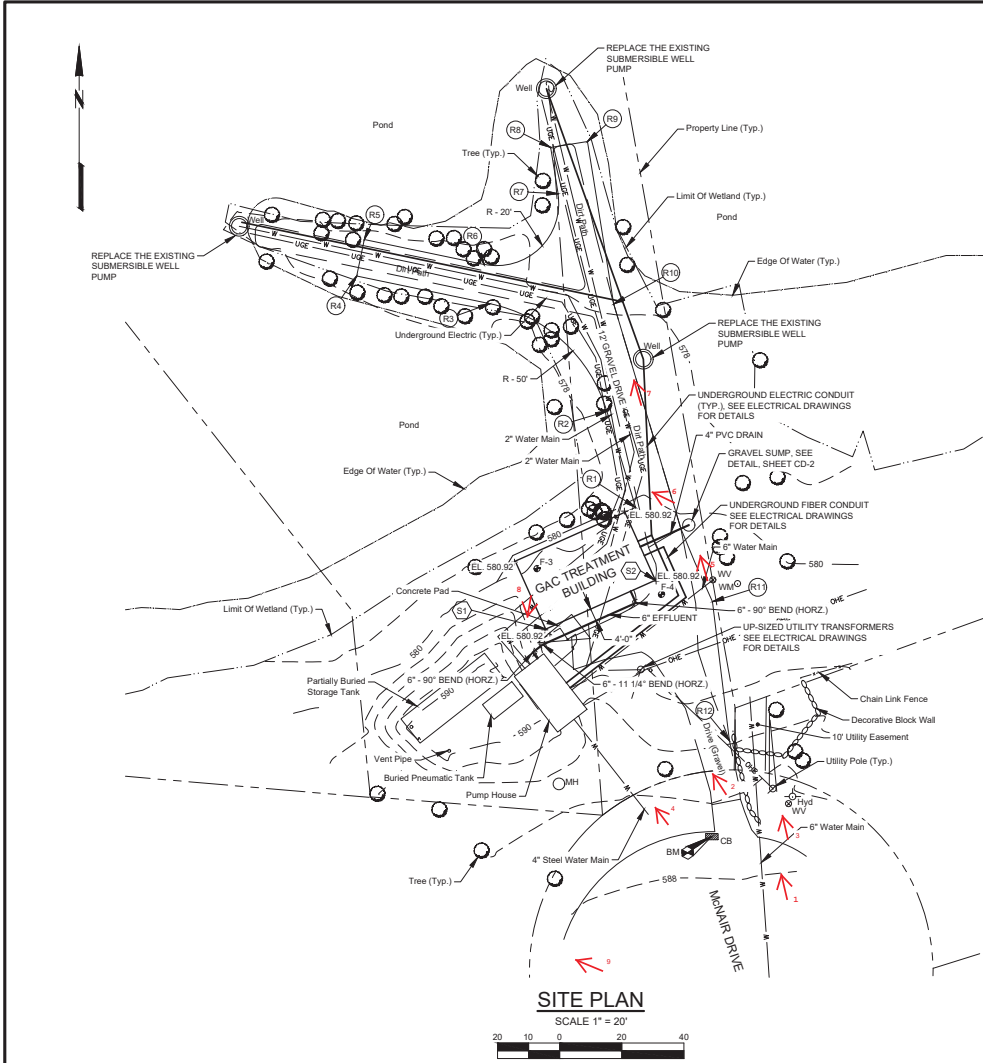 REPLACE THE EXISTING
SUBMERSIBLE WELL
PUMP
N
Well
Pond
R8
R9
Tree (Typ.)
Property Line (Typ.)
R7
R - 20'
Dirt Path
Limit Of Wetland (Typ.)
Pond
Well
R5
R6
REPLACE THE EXISTING
SUBMERSIBLE WELL
PUMP
Dirt Path
Edge Of Water (Typ.)
R10
R4
R3
Underground Electric (Typ.)
REPLACE THE EXISTING
SUBMERSIBLE WELL
PUMP
12' GRAVEL DRIVE
Well
578
R - 50'
578
7
UNDERGROUND ELECTRIC CONDUIT
(TYP.), SEE ELECTRICAL DRAWINGS
FOR DETAILS
R2
Pond
2" Water Main
4" PVC DRAIN
Dirt Path
2" Water Main
GRAVEL SUMP, SEE
DETAIL, SHEET CD-2
Edge Of Water (Typ.)
R1
6
UNDERGROUND FIBER CONDUIT
SEE ELECTRICAL DRAWINGS
FOR DETAILS
EL. 580.92
580
6" Water Main
EL. 580.92
F-3
GAC TREATMENT
BUILDING
S2
EL. 580.92
F-4
5
WV
WM
R11
580
Concrete Pad
8
OHE
Limit Of Wetland (Typ.)
S1
6" - 90° BEND (HORZ.)
6" EFFLUENT
EL. 580.92
4'-0"
UP-SIZED UTILITY TRANSFORMERS
SEE ELECTRICAL DRAWINGS
FOR DETAILS
580
OHE
6" - 90° BEND (HORZ.)
Partially Buried
Storage Tank
590
6" - 11 1/4" BEND (HORZ.)
Chain Link Fence
R12
Decorative Block Wall
590
Drive (Gravel)
10' Utility Easement
Vent Pipe
OHE
Utility Pole (Typ.)
Buried Pneumatic Tank
MH
Pump House
2
Hyd
WV
4
3
6" Water Main
BM
CB
4" Steel Water Main
Tree (Typ.)
588
1
McNAIR DRIVE
9
SITE PLAN
SCALE 1" = 20'
20 10 0 20 40